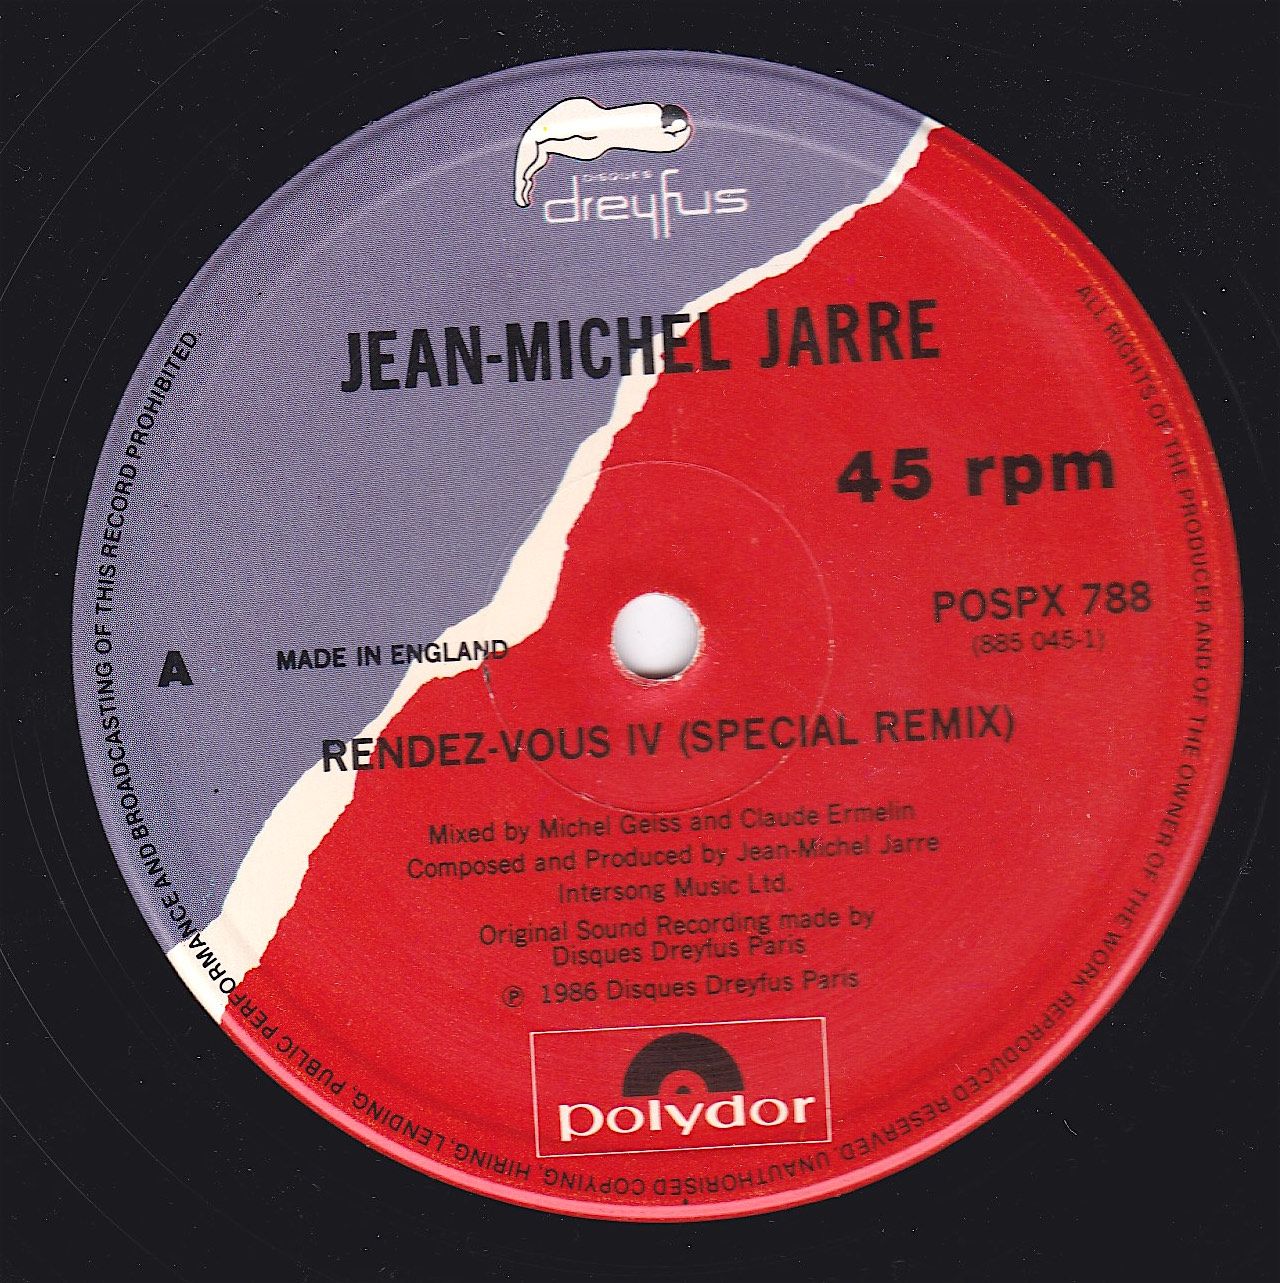 DISQUES
dreyfus
JEAN-MICHEL JARRE
45 rpm
POSPX 788
(885 045-1)
A
MADE IN ENGLAND
RENDEZ-VOUS IV (SPECIAL REMIX)
Mixed by Michel Geiss and Claude Ermelin
Composed and Produced by Jean-Michel Jarre
Intersong Music Ltd.
Original Sound Recording made by
Disques Dreyfus Paris
℗ 1986 Disques Dreyfus Paris
polydor
ALL RIGHTS OF THE PRODUCER AND OF THE OWNER OF THE WORK REPRODUCED RESERVED. UNAUTHORISED COPYING, HIRING, LENDING, PUBLIC PERFORMANCE AND BROADCASTING OF THIS RECORD PROHIBITED.